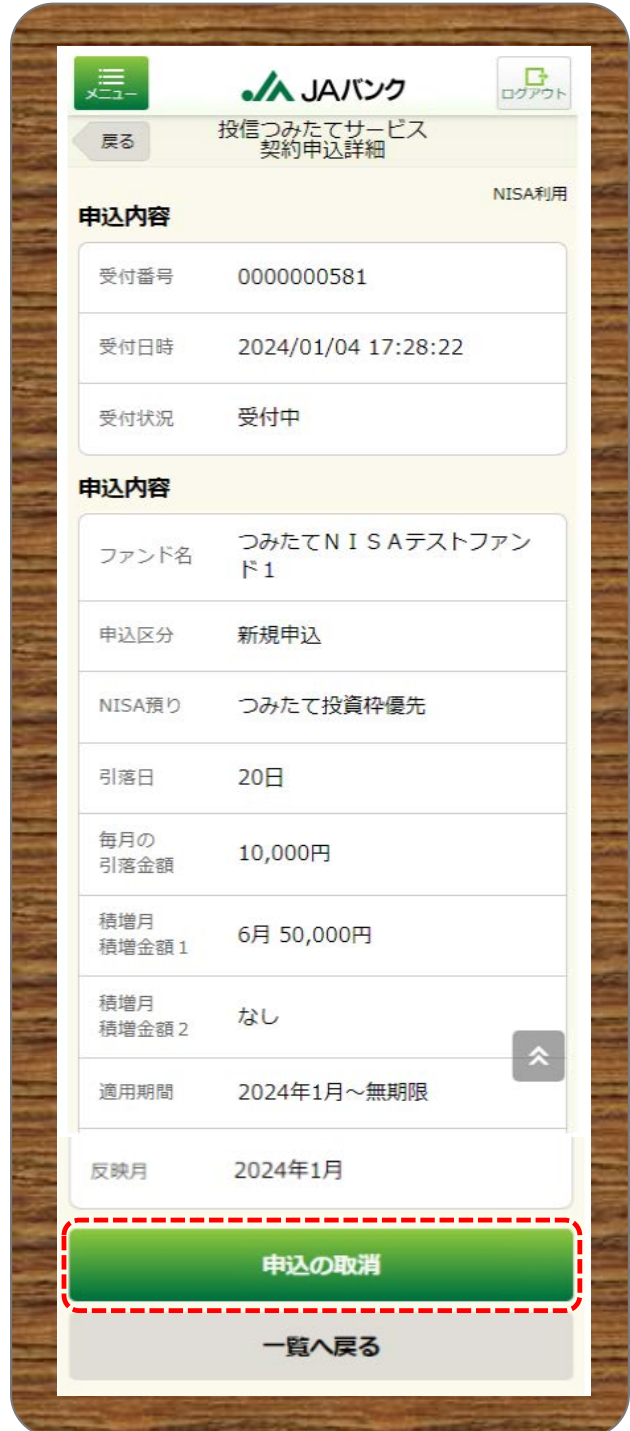 メニュー
JAバンク
ログアウト
戻る
投信つみたてサービス
契約申込詳細
NISA利用
申込内容
受付番号 0000000581
受付日時 2024/01/04 17:28:22
受付状況 受付中
申込内容
ファンド名 つみたてＮＩＳＡテストファン
ド１
申込区分 新規申込
NISA預り つみたて投資枠優先
引落日 20日
毎月の
引落金額 10,000円
積増月
積増金額１ 6月 50,000円
積増月
積増金額２ なし
適用期間 2024年1月～無期限
反映月 2024年1月
申込の取消
一覧へ戻る